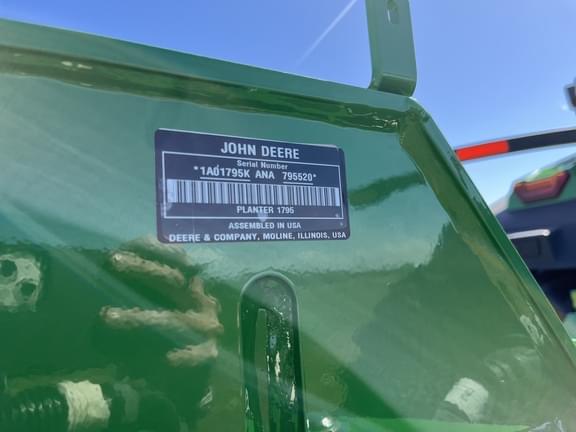 JOHN DEERE
Serial Number
*1A01795K ANA 795520*
PLANTER 1795
ASSEMBLED IN USA
DEERE & COMPANY, MOLINE, ILLINOIS, USA